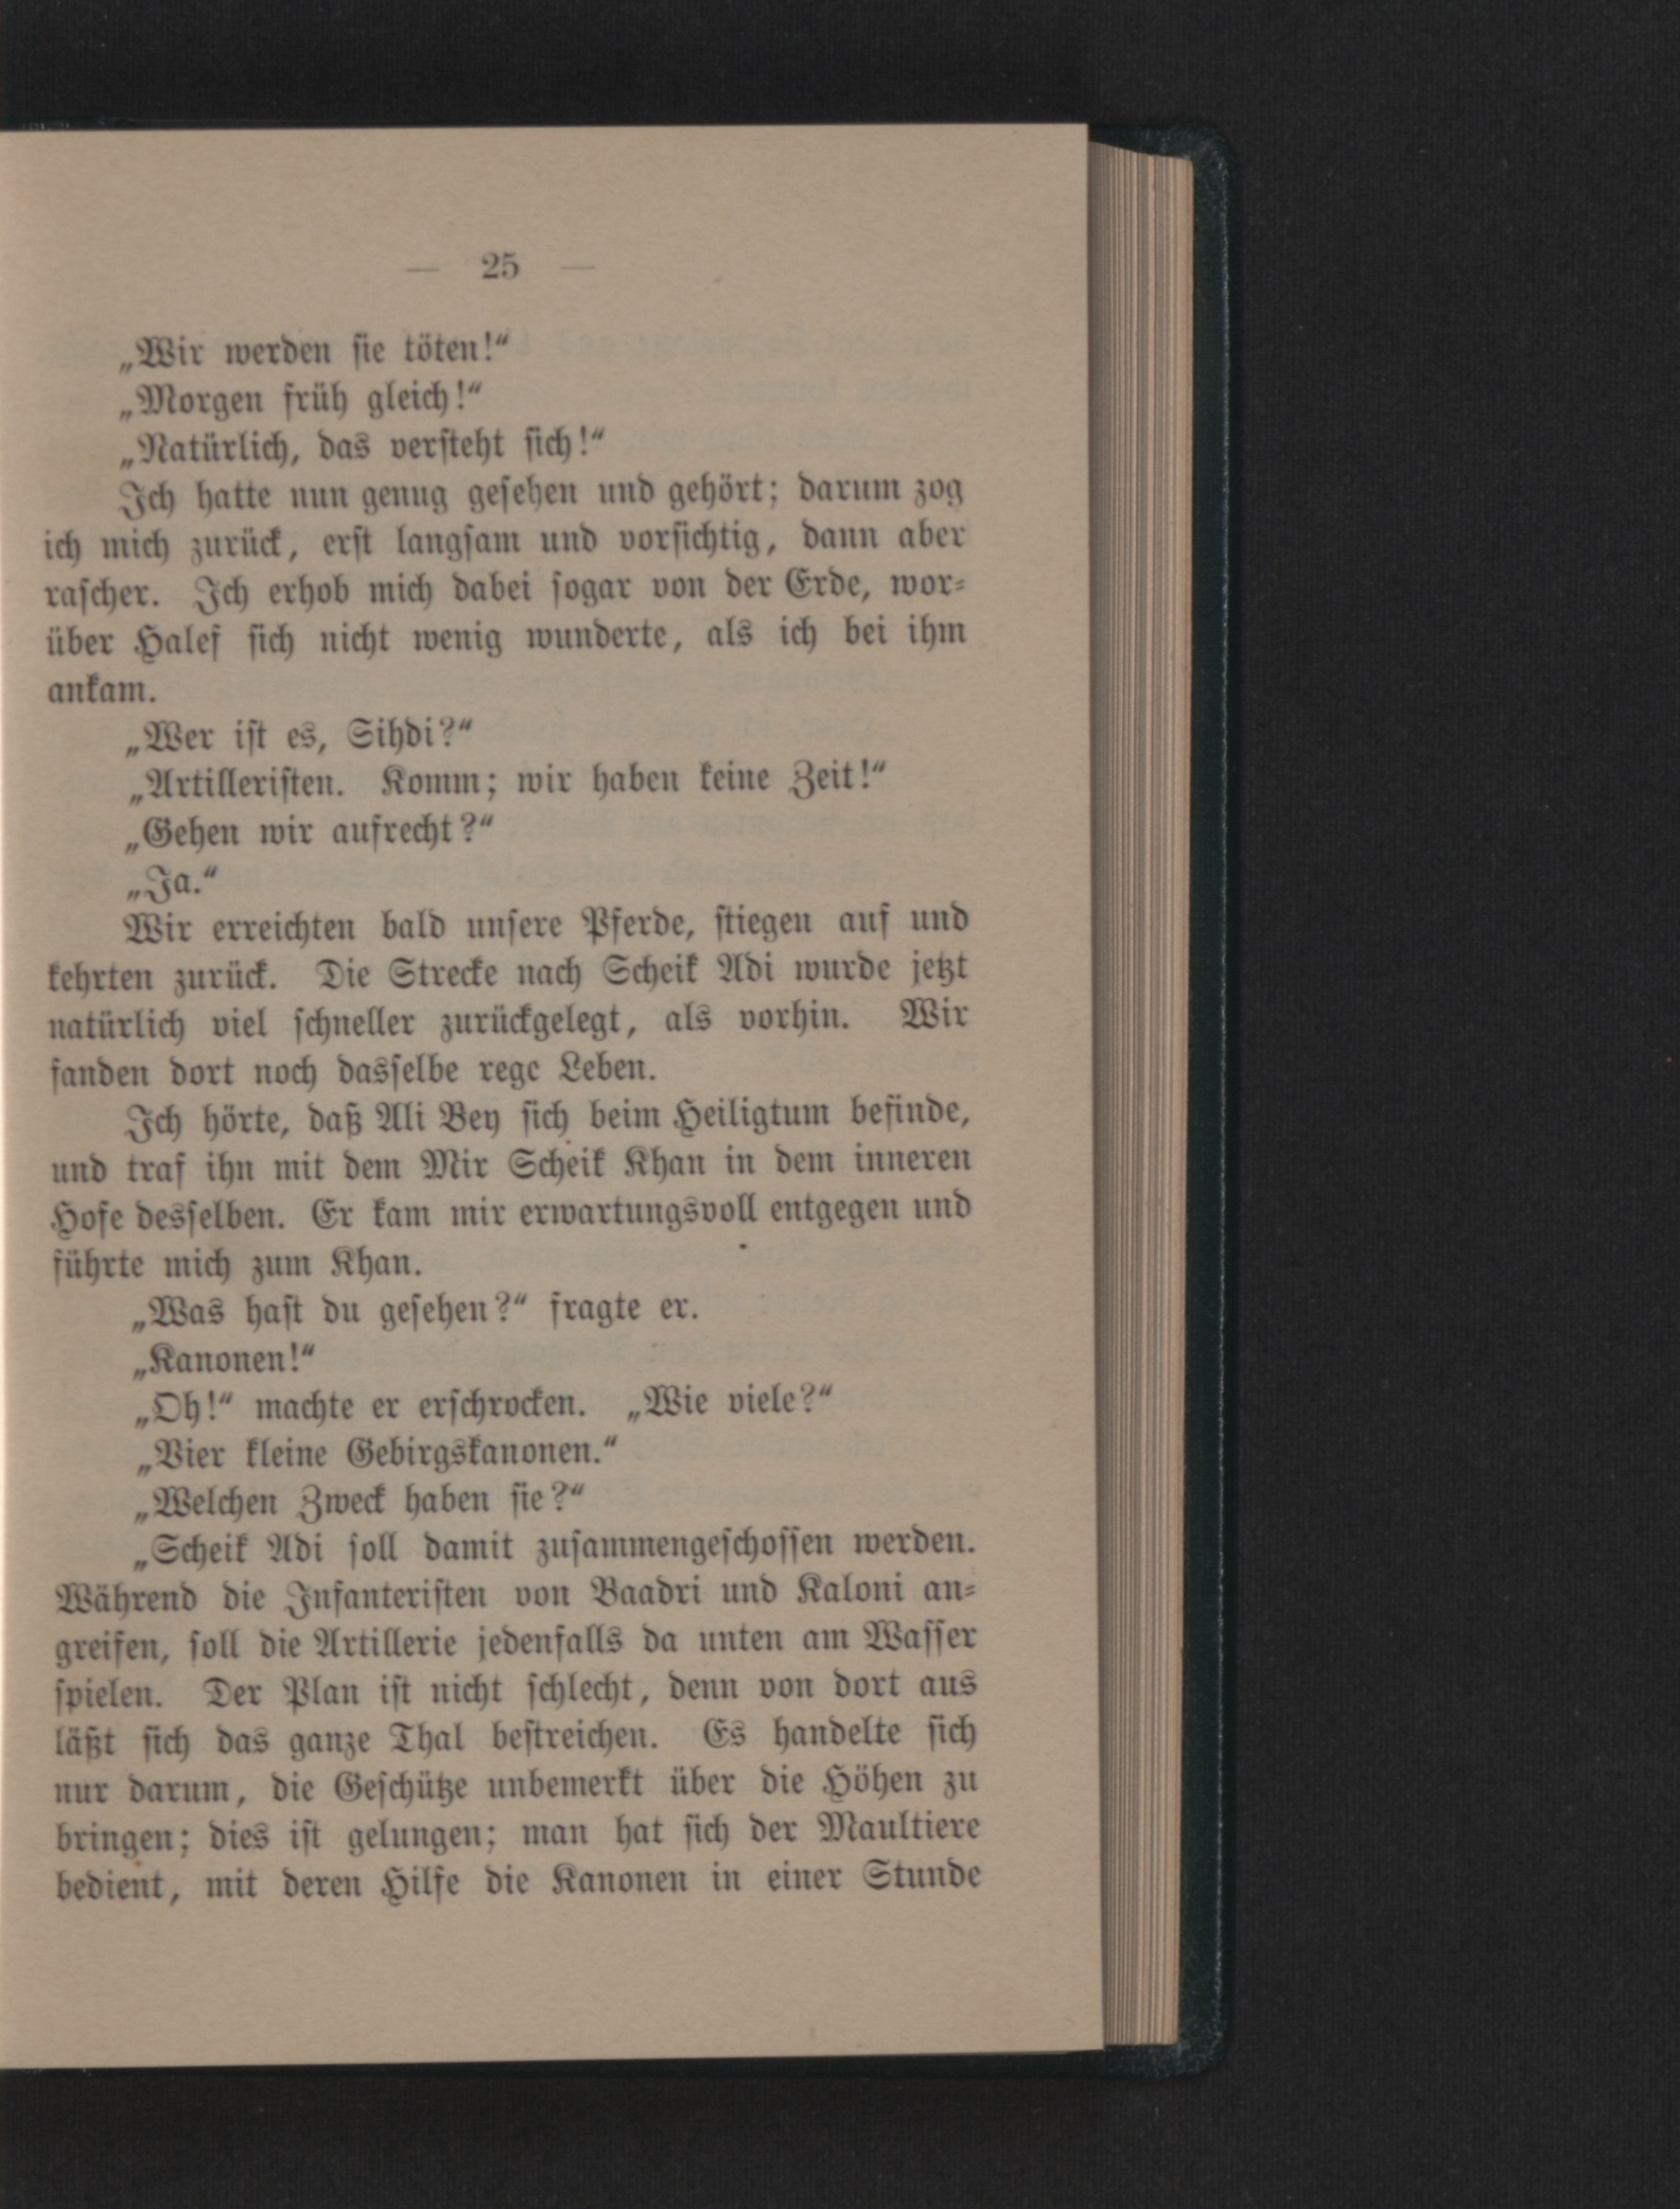 — 25 —
„Wir werden sie töten!“
„Morgen früh gleich!“
„Natürlich, das versteht sich!“
Ich hatte nun genug gesehen und gehört; darum zog
ich mich zurück, erst langsam und vorsichtig, dann aber
rascher. Ich erhob mich dabei sogar von der Erde, wor-
über Halef sich nicht wenig wunderte, als ich bei ihm
ankam.
„Wer ist es, Sihdi?“
„Artilleristen. Komm; wir haben keine Zeit!“
„Gehen wir aufrecht?“
„Ja.“
Wir erreichten bald unsere Pferde, stiegen auf und
kehrten zurück. Die Strecke nach Scheik Adi wurde jetzt
natürlich viel schneller zurückgelegt, als vorhin. Wir
fanden dort noch dasselbe rege Leben.
Ich hörte, daß Ali Bey sich beim Heiligtum befinde,
und traf ihn mit dem Mir Scheik Khan in dem inneren
Hofe desselben. Er kam mir erwartungsvoll entgegen und
führte mich zum Khan.
„Was hast du gesehen?“ fragte er.
„Kanonen!“
„Oh!“ machte er erschrocken. „Wie viele?“
„Vier kleine Gebirgskanonen.“
„Welchen Zweck haben sie?“
„Scheik Adi soll damit zusammengeschossen werden.
Während die Infanteristen von Baadri und Kaloni an-
greifen, soll die Artillerie jedenfalls da unten am Wasser
spielen. Der Plan ist nicht schlecht, denn von dort aus
läßt sich das ganze Thal bestreichen. Es handelte sich
nur darum, die Geschütze unbemerkt über die Höhen zu
bringen; dies ist gelungen; man hat sich der Maultiere
bedient, mit deren Hilfe die Kanonen in einer Stunde